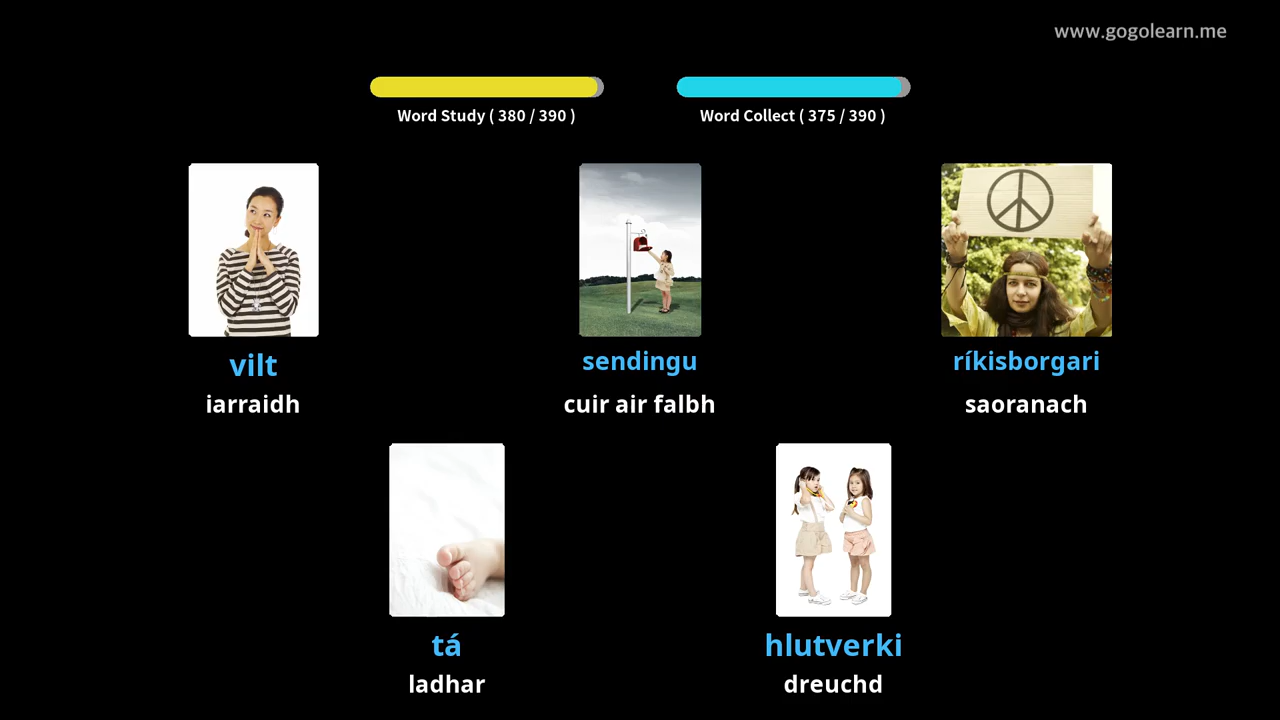 www.gogolearn.me
Word Study ( 380 / 390 )
Word Collect ( 375 / 390 )
vilt
iarraidh
sendingu
cuir air falbh
ríkisborgari
saoranach
tá
ladhar
hlutverki
dreuchd